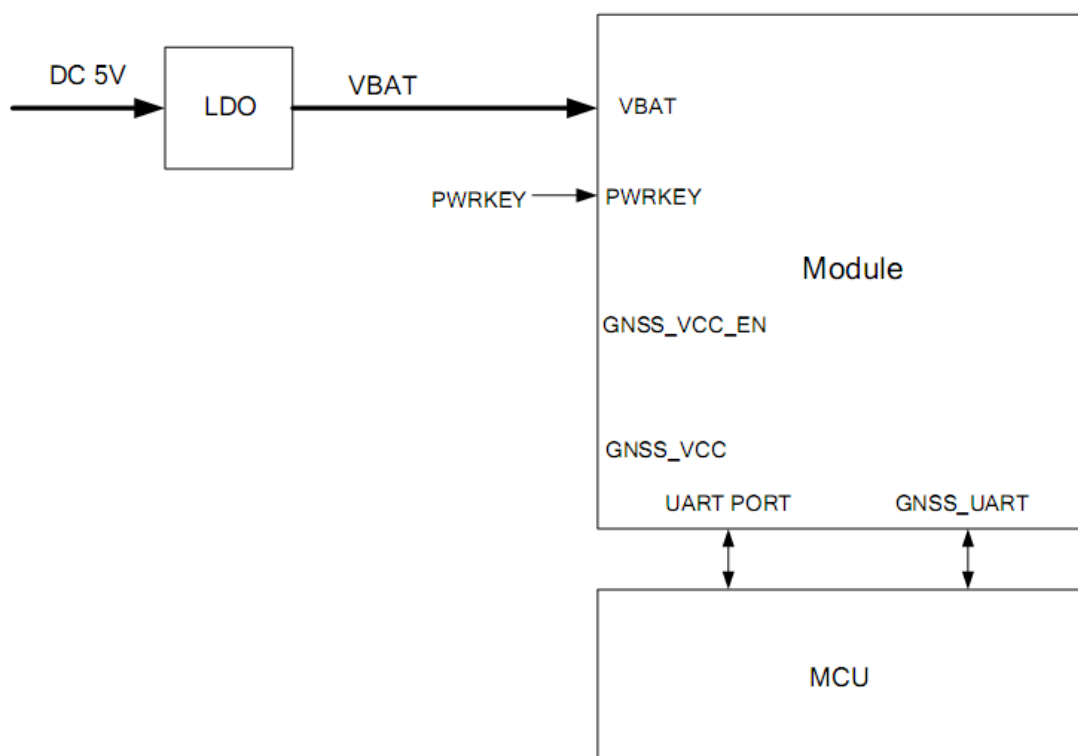 DC 5V
LDO
VBAT
VBAT
PWRKEY
PWRKEY
Module
GNSS_VCC_EN
GNSS_VCC
UART PORT
GNSS_UART
MCU